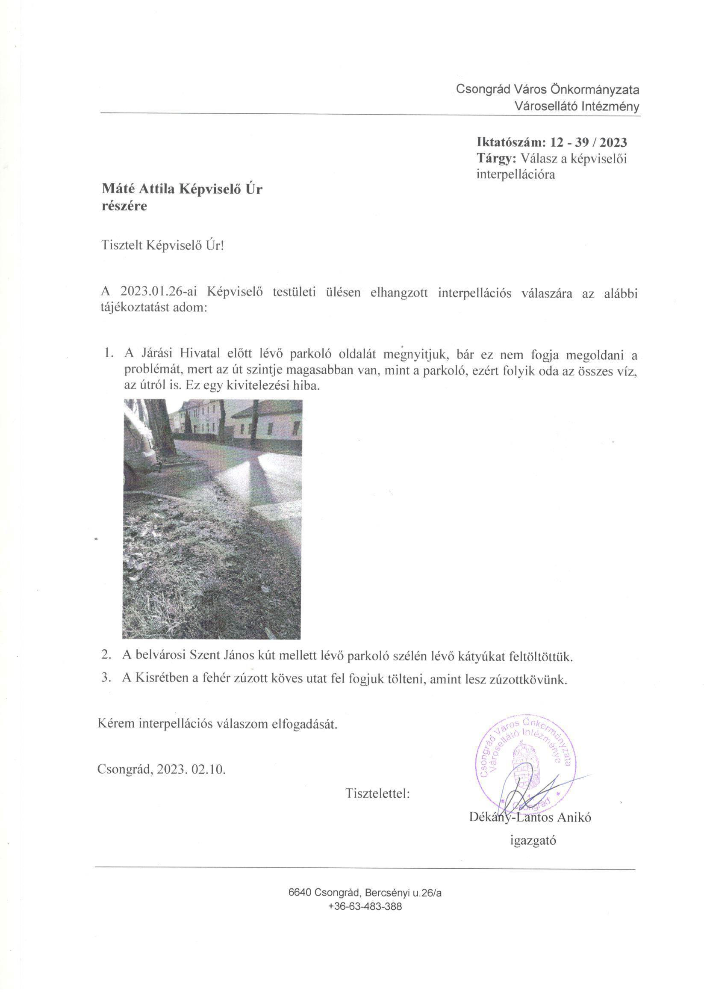 Csongrád Város Önkormányzata
Városellátó Intézmény
Iktatószám: 12 - 39 / 2023
Tárgy: Válasz a képviselői
interpellációra
Máté Attila Képviselő Úr
részére
Tisztelt Képviselő Úr!
A 2023.01.26-ai Képviselő testületi ülésen elhangzott interpellációs válaszára az alábbi
tájékoztatást adom:
1. A Járási Hivatal előtt lévő parkoló oldalát megnyitjuk, bár ez nem fogja megoldani a
problémát, mert az út szintje magasabban van, mint a parkoló, ezért folyik oda az összes víz,
az útról is. Ez egy kivitelezési hiba.
2. A belvárosi Szent János kút mellett lévő parkoló szélén lévő kátyúkat feltöltöttük.
3. A Kisrétben a fehér zúzott köves utat fel fogjuk tölteni, amint lesz zúzottkövünk.
Kérem interpellációs válaszom elfogadását.
Csongrád Város Önkormányzata
Városellátó Intézménye
1.
* Csongrád *
Csongrád, 2023. 02.10.
Tisztelettel:
Dékány-Lantos Anikó
igazgató
6640 Csongrád, Bercsényi u.26/a
+36-63-483-388